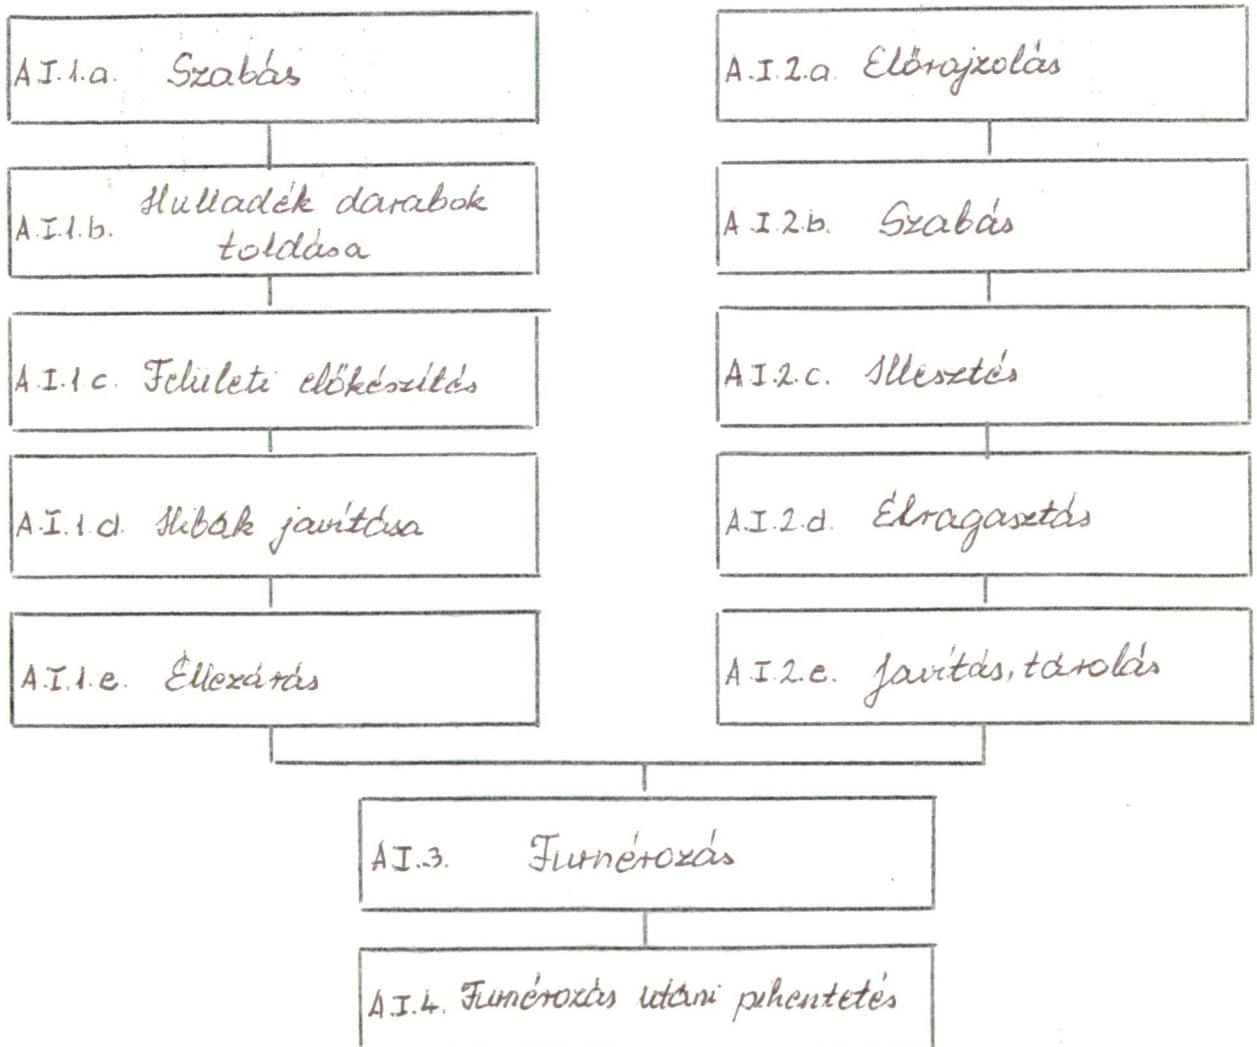 A.I.1.a. Szabás
A.I.1.b. Hulladék darabok
toldása
A.I.1.c. Felületi előkészítés
A.I.1.d. Hibák javítása
A.I.1.e. Éllezárás
A.I.2.a. Előrajzolás
A.I.2.b. Szabás
A.I.2.c. Illesztés
A.I.2.d. Élragasztás
A.I.2.e. Javítás, tárolás
A.I.3. Furnérozás
A.I.4. Furnérozás utáni pihentetés